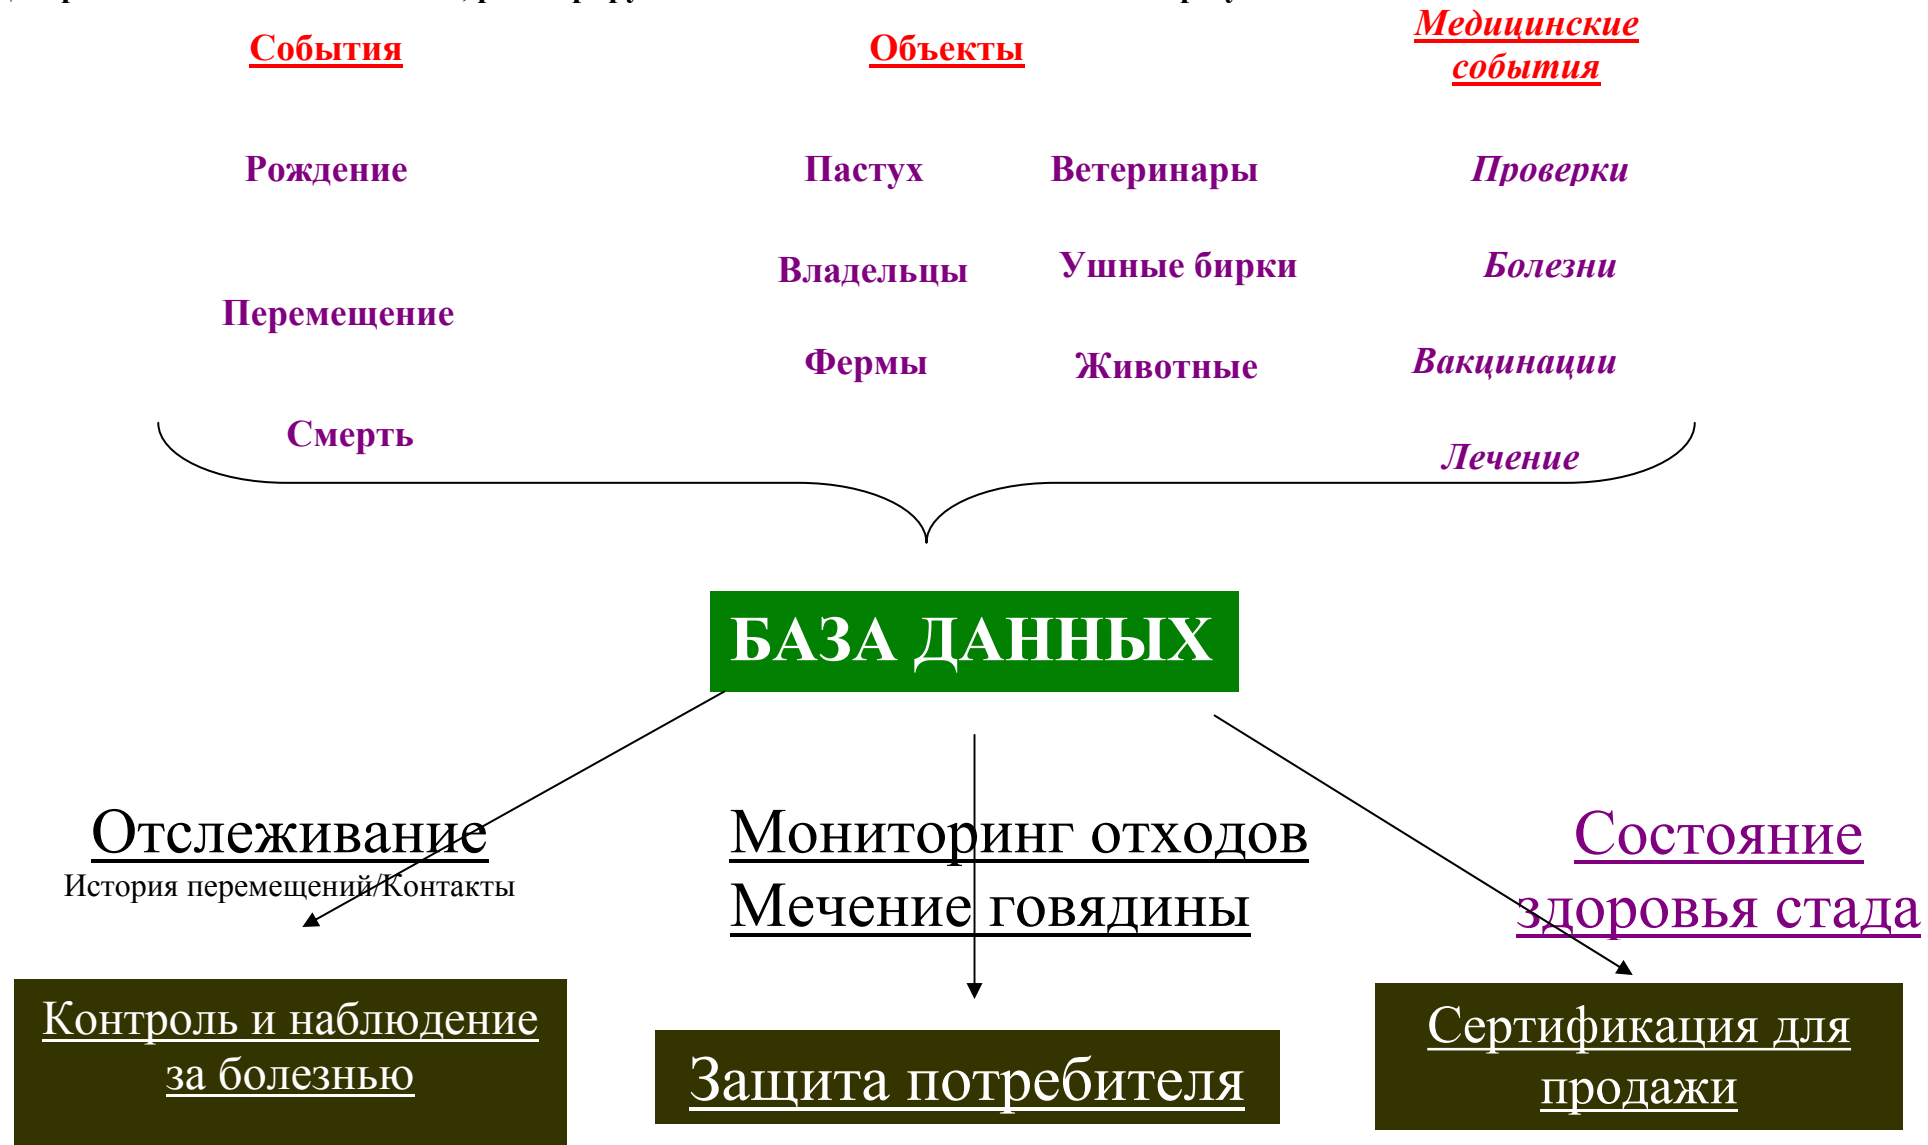 События
Объекты
Медицинские
события
Рождение
Пастух
Ветеринары
Проверки
Владельцы
Ушные бирки
Болезни
Перемещение
Фермы
Животные
Вакцинации
Смерть
Лечение
БАЗА ДАННЫХ
Отслеживание
История перемещений/Контакты
Мониторинг отходов
Мечение говядины
Состояние
здоровья стада
Контроль и наблюдение
за болезнью
Защита потребителя
Сертификация для
продажи